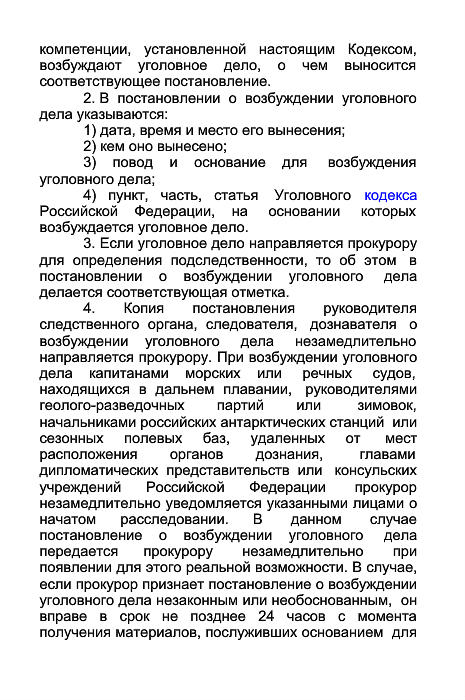 компетенции, установленной настоящим Кодексом,
возбуждают уголовное дело, о чем выносится
соответствующее постановление.
2. В постановлении о возбуждении уголовного
дела указываются:
1) дата, время и место его вынесения;
2) кем оно вынесено;
3) повод и основание для возбуждения
уголовного дела;
4) пункт, часть, статья Уголовного кодекса
Российской Федерации, на основании которых
возбуждается уголовное дело.
3. Если уголовное дело направляется прокурору
для определения подследственности, то об этом в
постановлении о возбуждении уголовного дела
делается соответствующая отметка.
4. Копия постановления руководителя
следственного органа, следователя, дознавателя о
возбуждении уголовного дела незамедлительно
направляется прокурору. При возбуждении уголовного
дела капитанами морских или речных судов,
находящихся в дальнем плавании, руководителями
геолого-разведочных партий или зимовок,
начальниками российских антарктических станций или
сезонных полевых баз, удаленных от мест
расположения органов дознания, главами
дипломатических представительств или консульских
учреждений Российской Федерации прокурор
незамедлительно уведомляется указанными лицами о
начатом расследовании. В данном случае
постановление о возбуждении уголовного дела
передается прокурору незамедлительно при
появлении для этого реальной возможности. В случае,
если прокурор признает постановление о возбуждении
уголовного дела незаконным или необоснованным, он
вправе в срок не позднее 24 часов с момента
получения материалов, послуживших основанием для